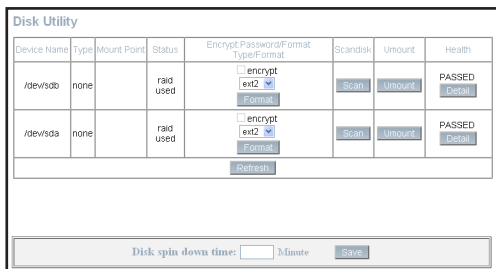 Disk Utility
Device Name Type Mount Point Status Encrypt:Password/Format Type/Format Scandisk Umount Health
/dev/sdb none raid used encrypt ext2 Format Scan Umount PASSED Detail
/dev/sda none raid used encrypt ext2 Format Scan Umount PASSED Detail
Refresh
Disk spin down time: Minute Save